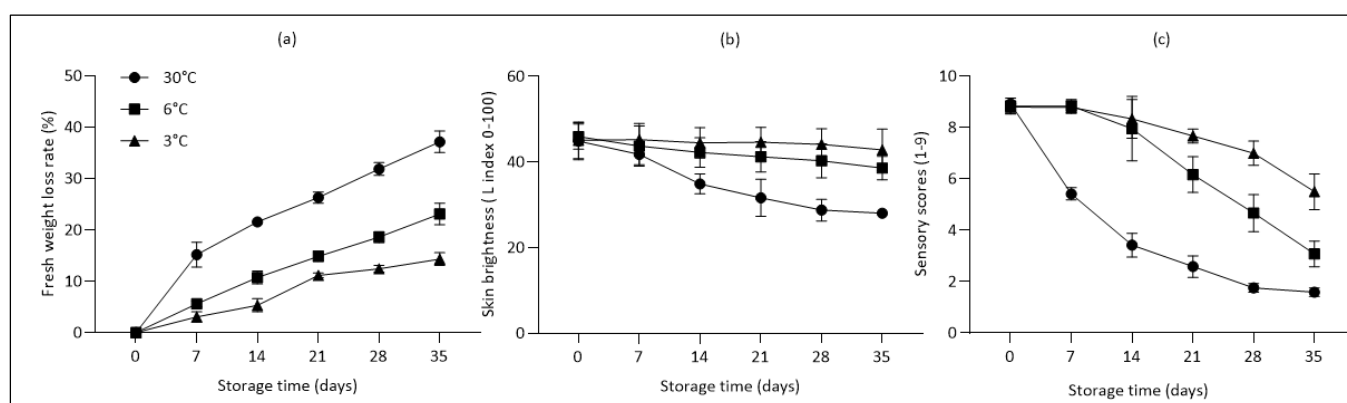 (a)
30°C
6°C
3°C
Fresh weight loss rate (%)
50
40
30
20
10
0
0 7 14 21 28 35
Storage time (days)
(b)
Skin brightness ( L index 0-100)
60
40
20
0
0 7 14 21 28 35
Storage time (days)
(c)
Sensory scores (1-9)
10
8
6
4
2
0
0 7 14 21 28 35
Storage time (days)